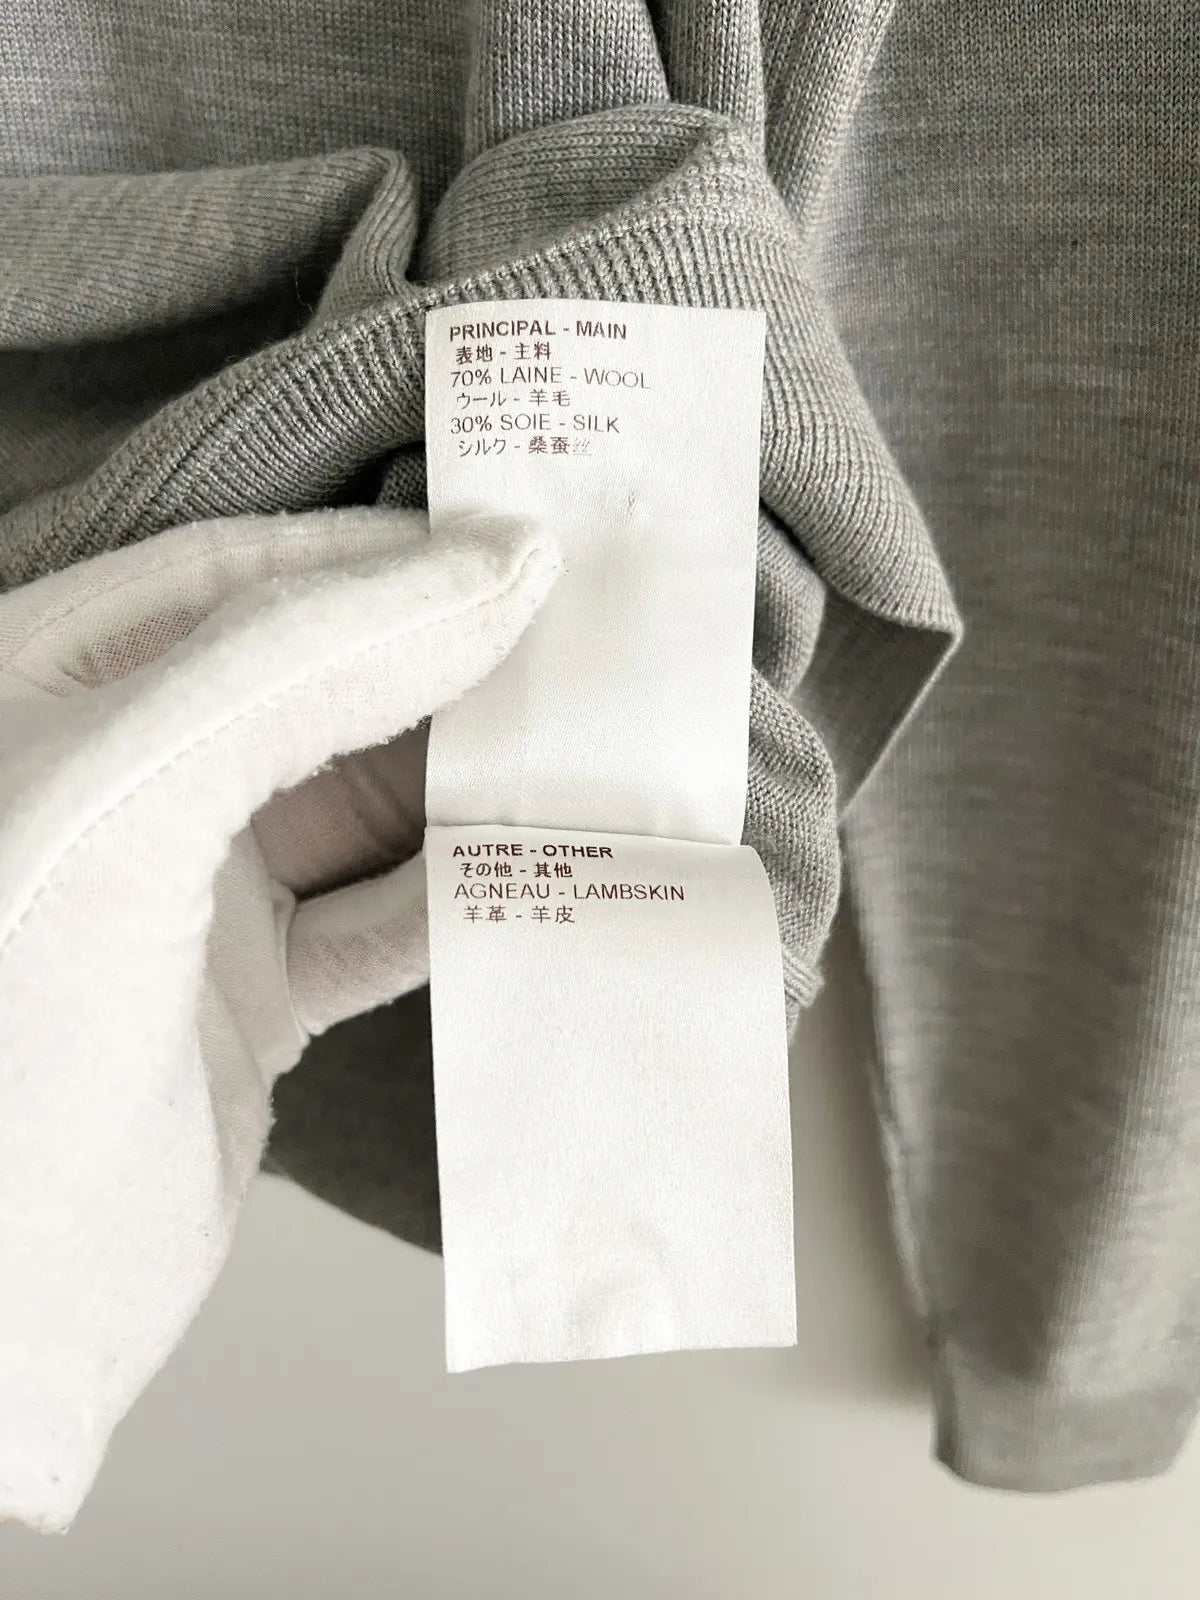 PRINCIPAL - MAIN
表地 - 主料
70% LAINE - WOOL
ウール - 羊毛
30% SOIE - SILK
シルク - 桑蚕丝
AUTRE - OTHER
その他 - 其他
AGNEAU - LAMBSKIN
羊革 - 羊皮